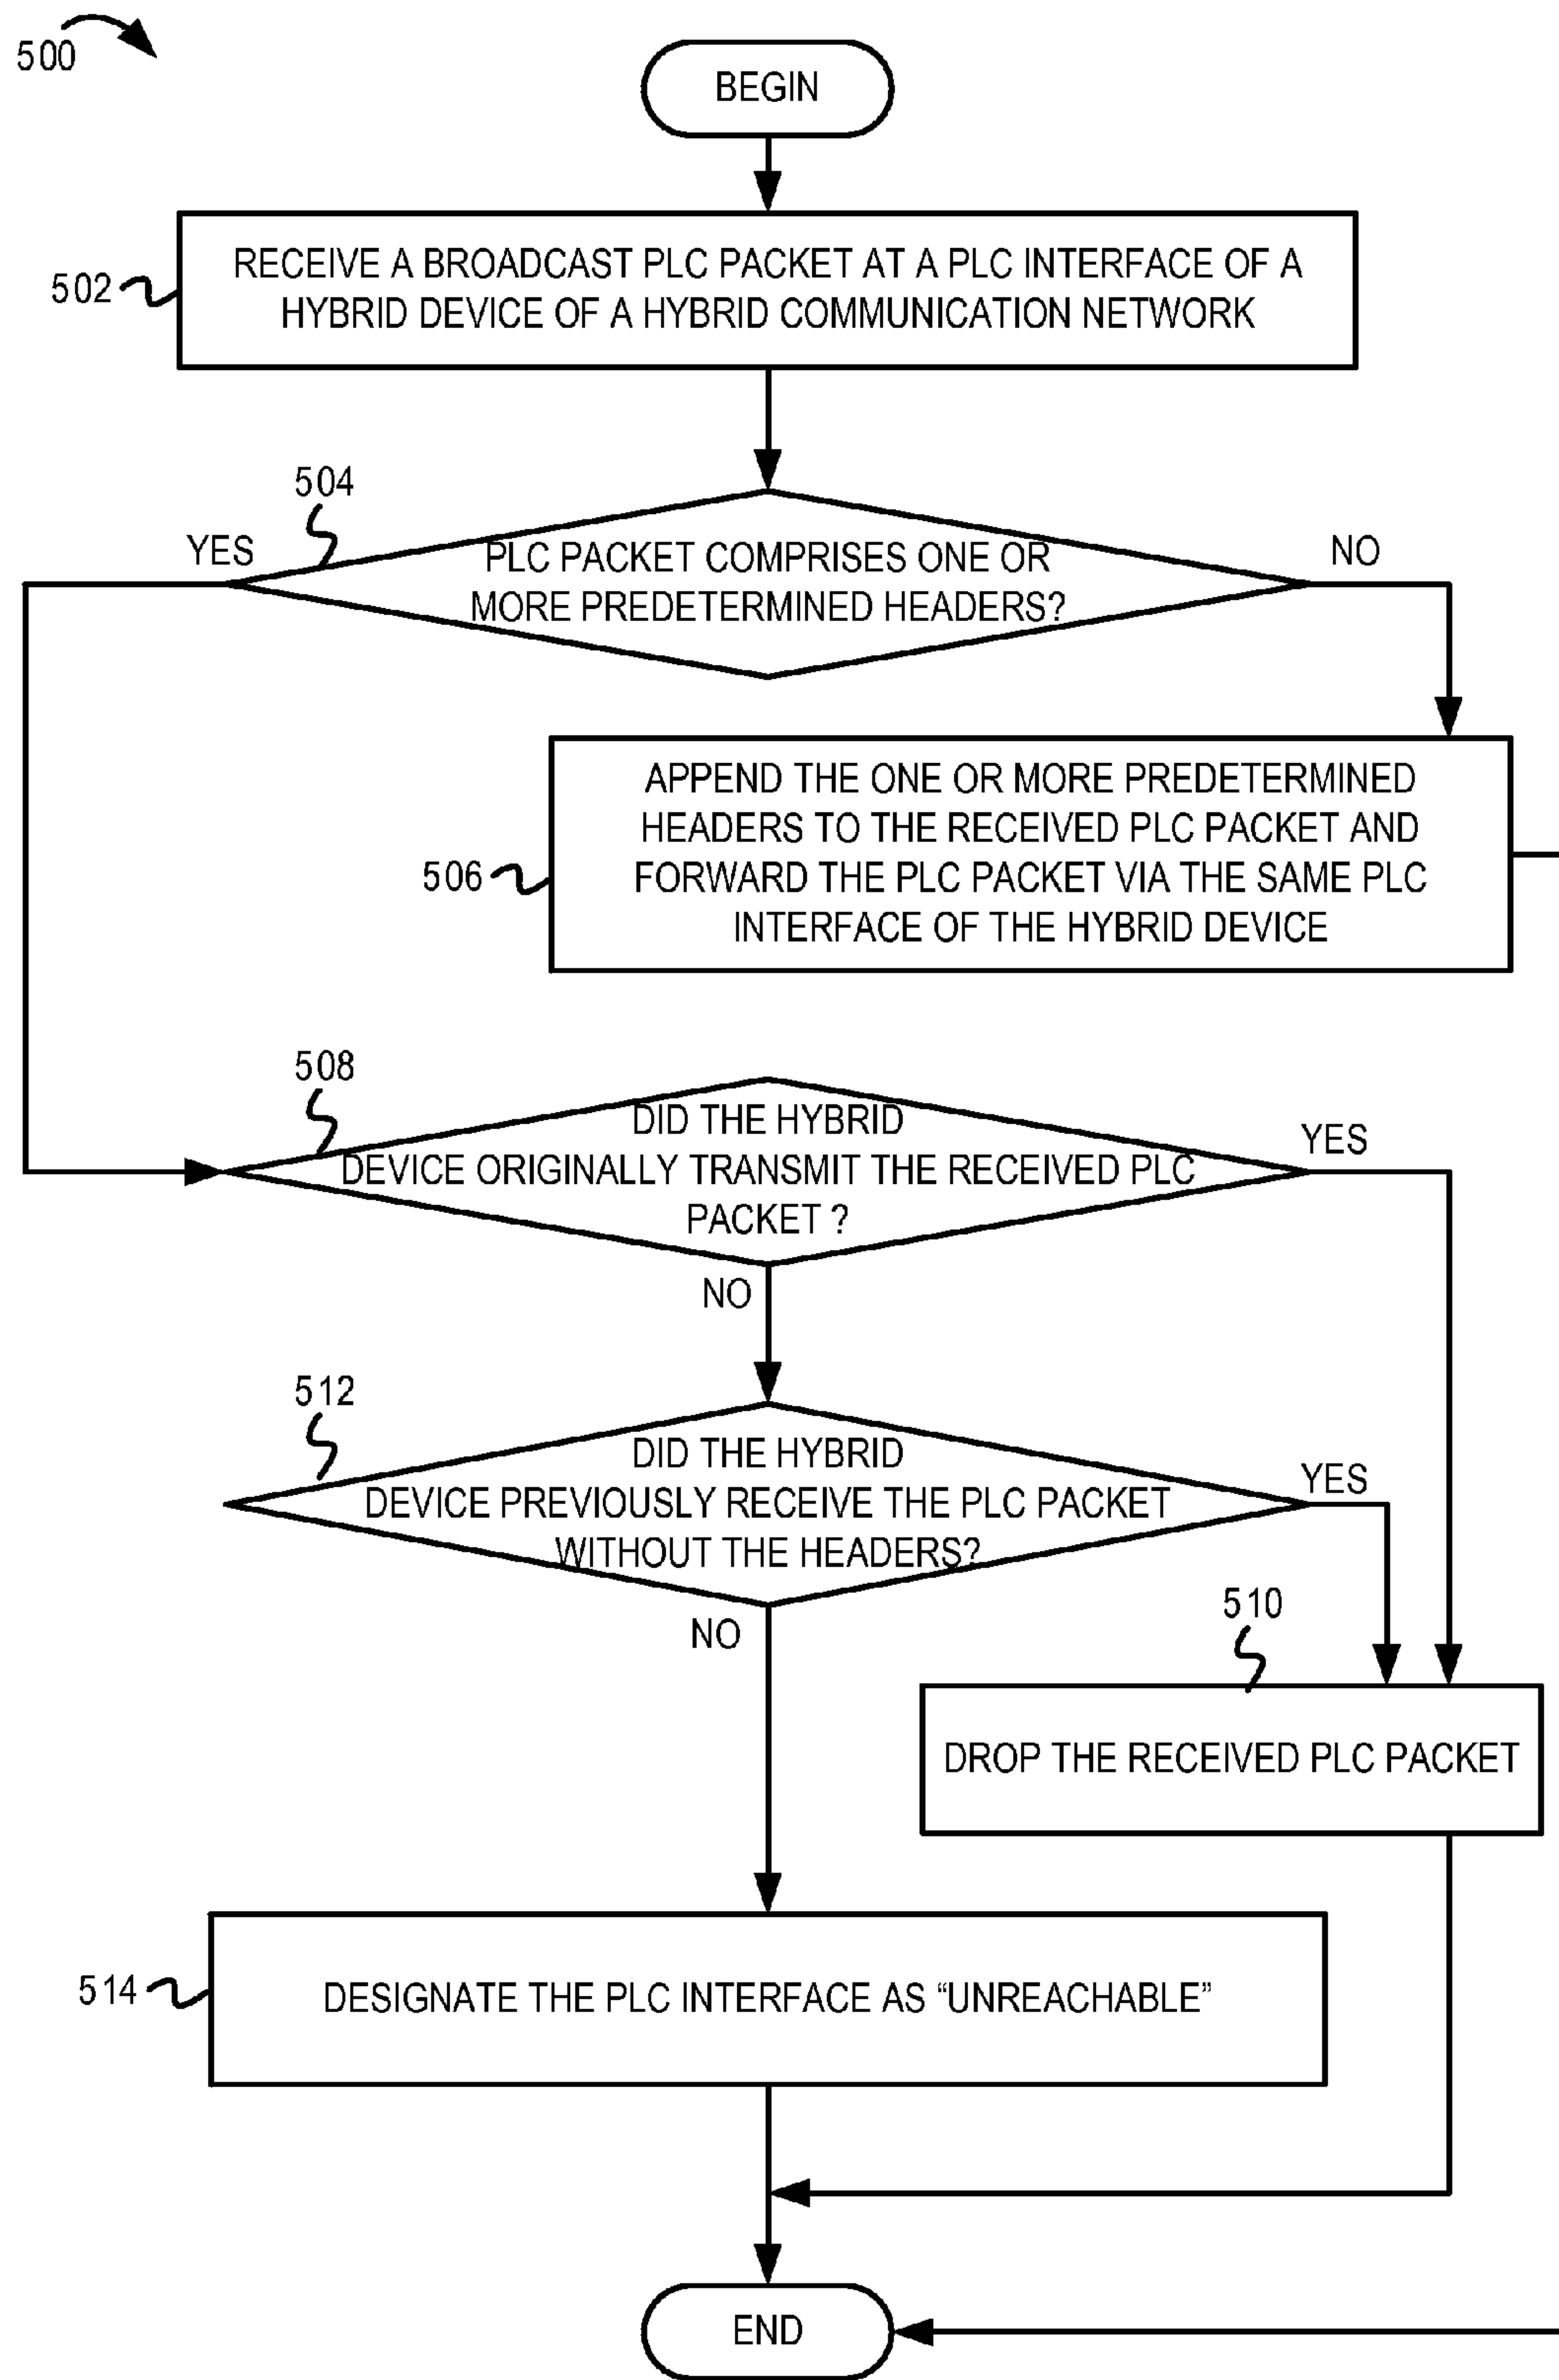 500
BEGIN
502
RECEIVE A BROADCAST PLC PACKET AT A PLC INTERFACE OF A
HYBRID DEVICE OF A HYBRID COMMUNICATION NETWORK
504
YES
PLC PACKET COMPRISES ONE OR
MORE PREDETERMINED HEADERS?
NO
506
APPEND THE ONE OR MORE PREDETERMINED
HEADERS TO THE RECEIVED PLC PACKET AND
FORWARD THE PLC PACKET VIA THE SAME PLC
INTERFACE OF THE HYBRID DEVICE
508
DID THE HYBRID
DEVICE ORIGINALLY TRANSMIT THE RECEIVED PLC
PACKET ?
YES
NO
512
DID THE HYBRID
DEVICE PREVIOUSLY RECEIVE THE PLC PACKET
WITHOUT THE HEADERS?
YES
NO
510
DROP THE RECEIVED PLC PACKET
514
DESIGNATE THE PLC INTERFACE AS “UNREACHABLE”
END